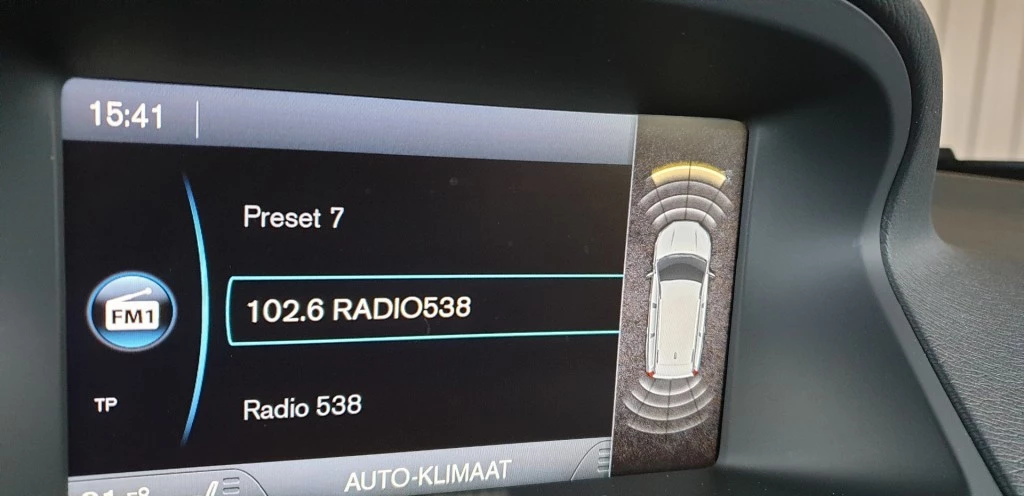 15:41
Preset 7
FM1
102.6 RADIO538
TP
Radio 538
AUTO-KLIMAAT